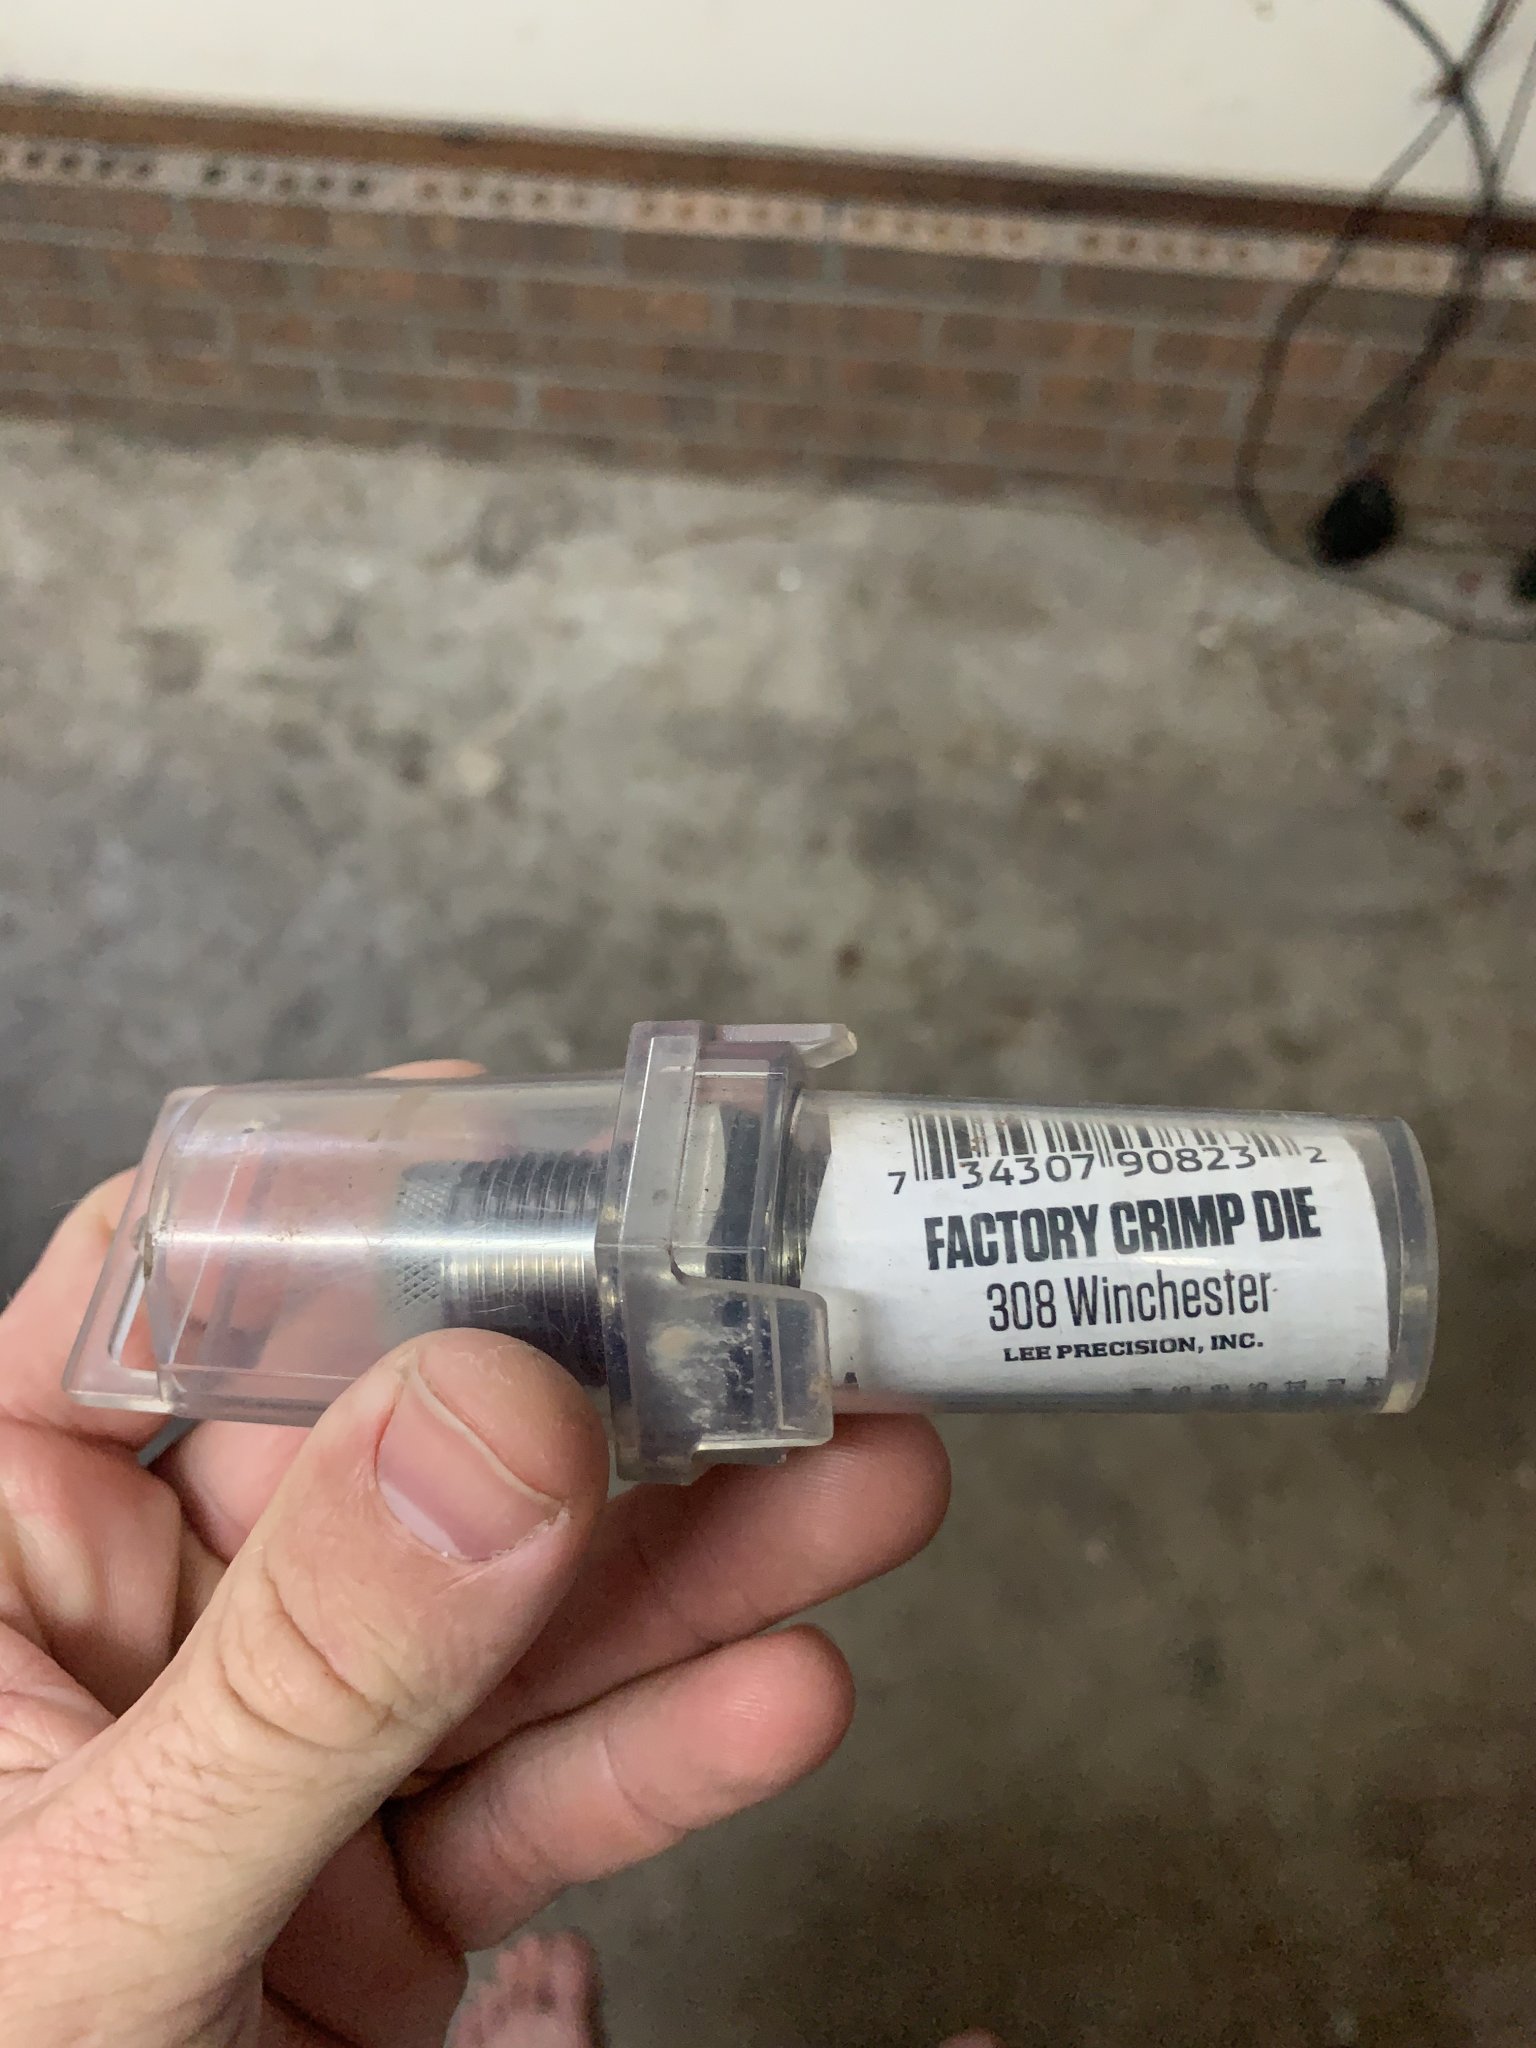 7 34307 90823 2
FACTORY CRIMP DIE
308 Winchester
LEE PRECISION, INC.